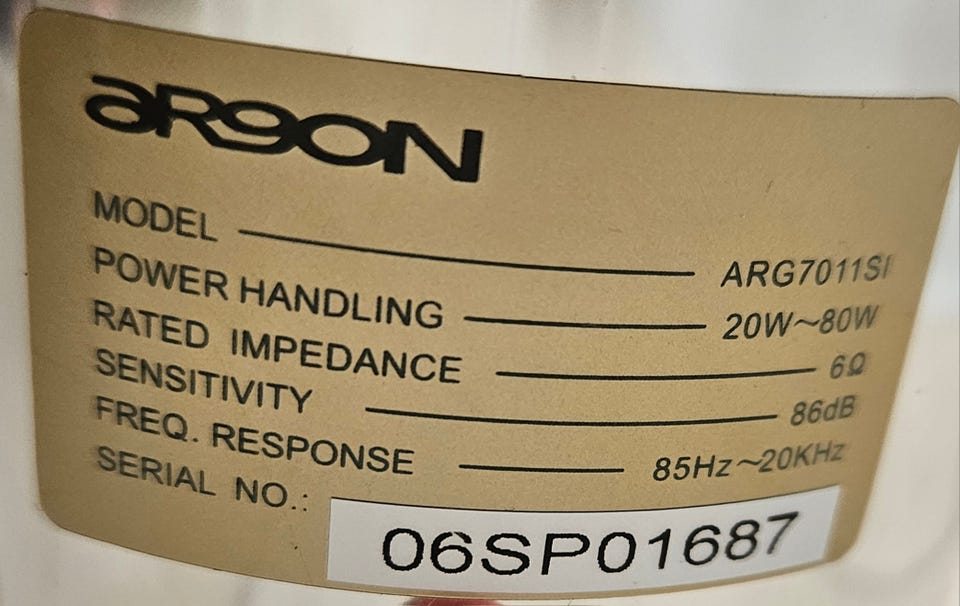 aRgON
MODEL ARG7011SI
POWER HANDLING 20W~80W
RATED IMPEDANCE 6Ω
SENSITIVITY 86dB
FREQ. RESPONSE 85Hz~20KHz
SERIAL NO.: 06SP01687